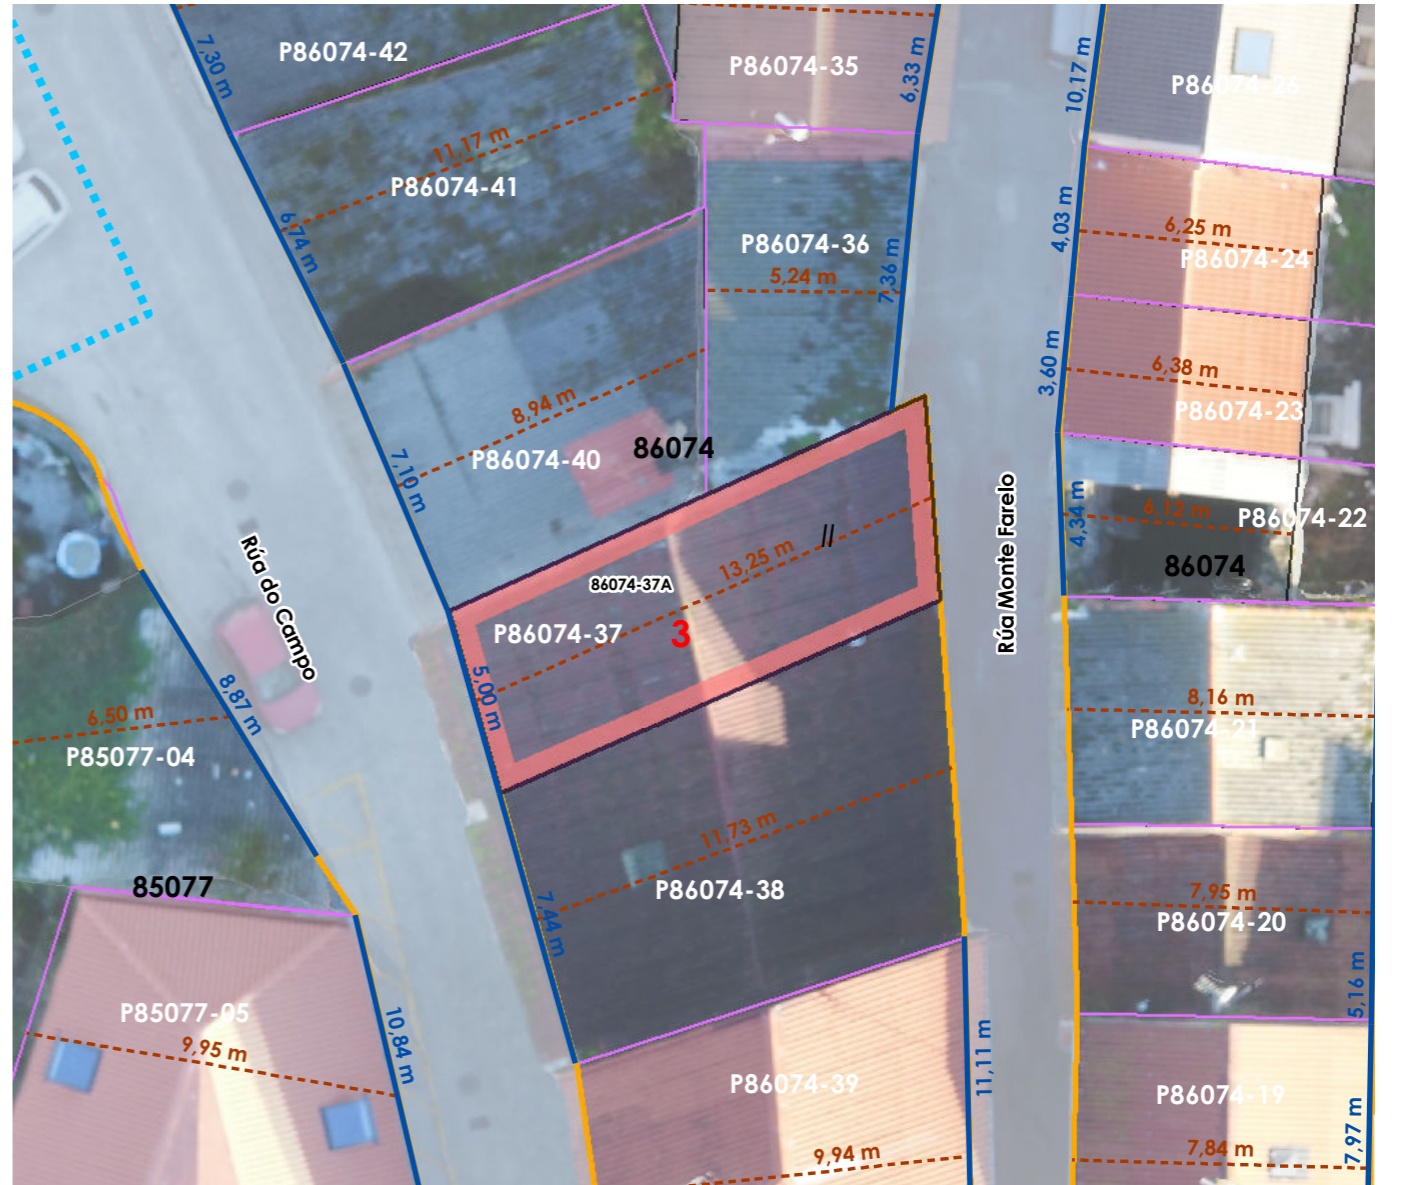 7,30 m
P86074-42
P86074-35
6,33 m
10,17 m
P86074-26
11,17 m
P86074-41
6,74 m
P86074-36
5,24 m
7,36 m
4,03 m
6,25 m
P86074-24
3,60 m
6,38 m
P86074-23
8,94 m
P86074-40
86074
7,10 m
4,34 m
6,12 m
P86074-22
86074
Rúa do Campo
Rúa Monte Farelo
13,25 m
//
86074-37A
P86074-37
3
5,00 m
8,87 m
6,50 m
P85077-04
8,16 m
P86074-21
11,73 m
P86074-38
7,44 m
85077
7,95 m
P86074-20
5,16 m
P85077-05
9,95 m
10,84 m
11,11 m
P86074-39
9,94 m
P86074-19
7,84 m
7,97 m